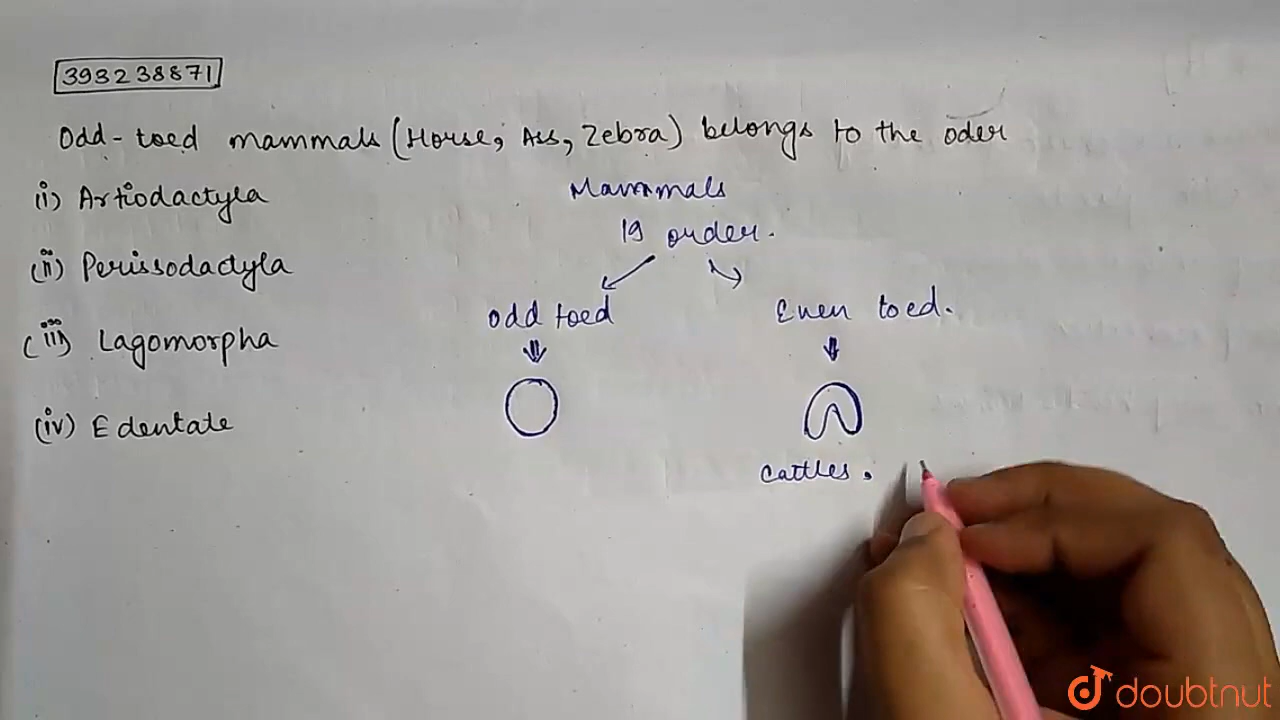 393238871
Odd-toed mammals (Horse, Ass, Zebra) belongs to the oder
(i) Artiodactyla
(ii) Perissodactyla
(iii) Lagomorpha
(iv) Edentate
Mammals
19 order.
Odd toed
Even toed.
Cattles,
doubtnut